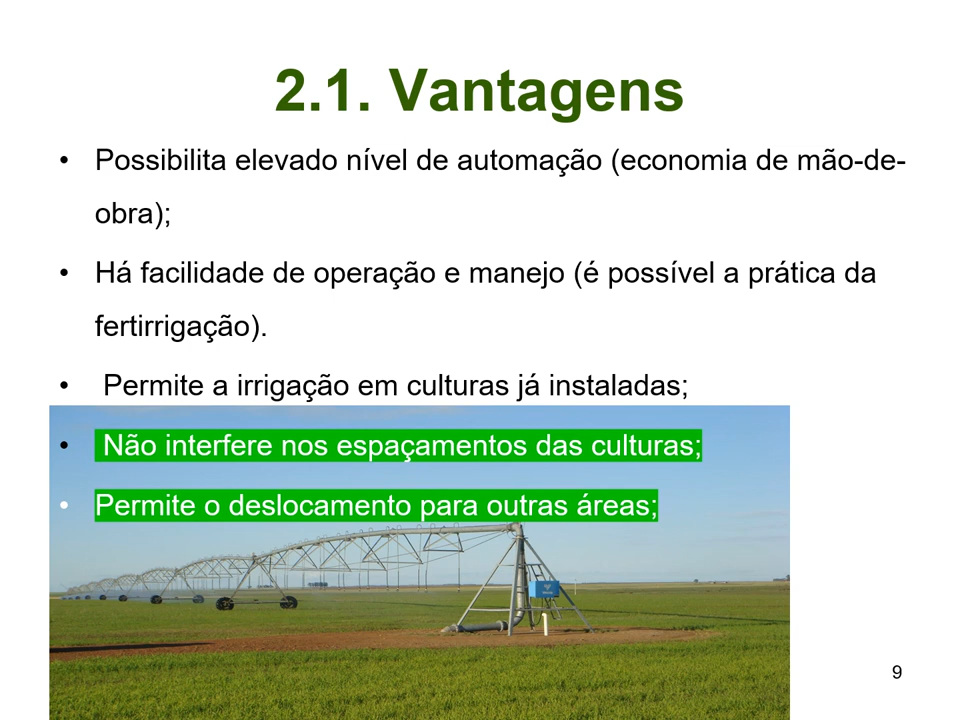 2.1. Vantagens
• Possibilita elevado nível de automação (economia de mão-de-
obra);
• Há facilidade de operação e manejo (é possível a prática da
fertirrigação).
• Permite a irrigação em culturas já instaladas;
• Não interfere nos espaçamentos das culturas;
• Permite o deslocamento para outras áreas;
9